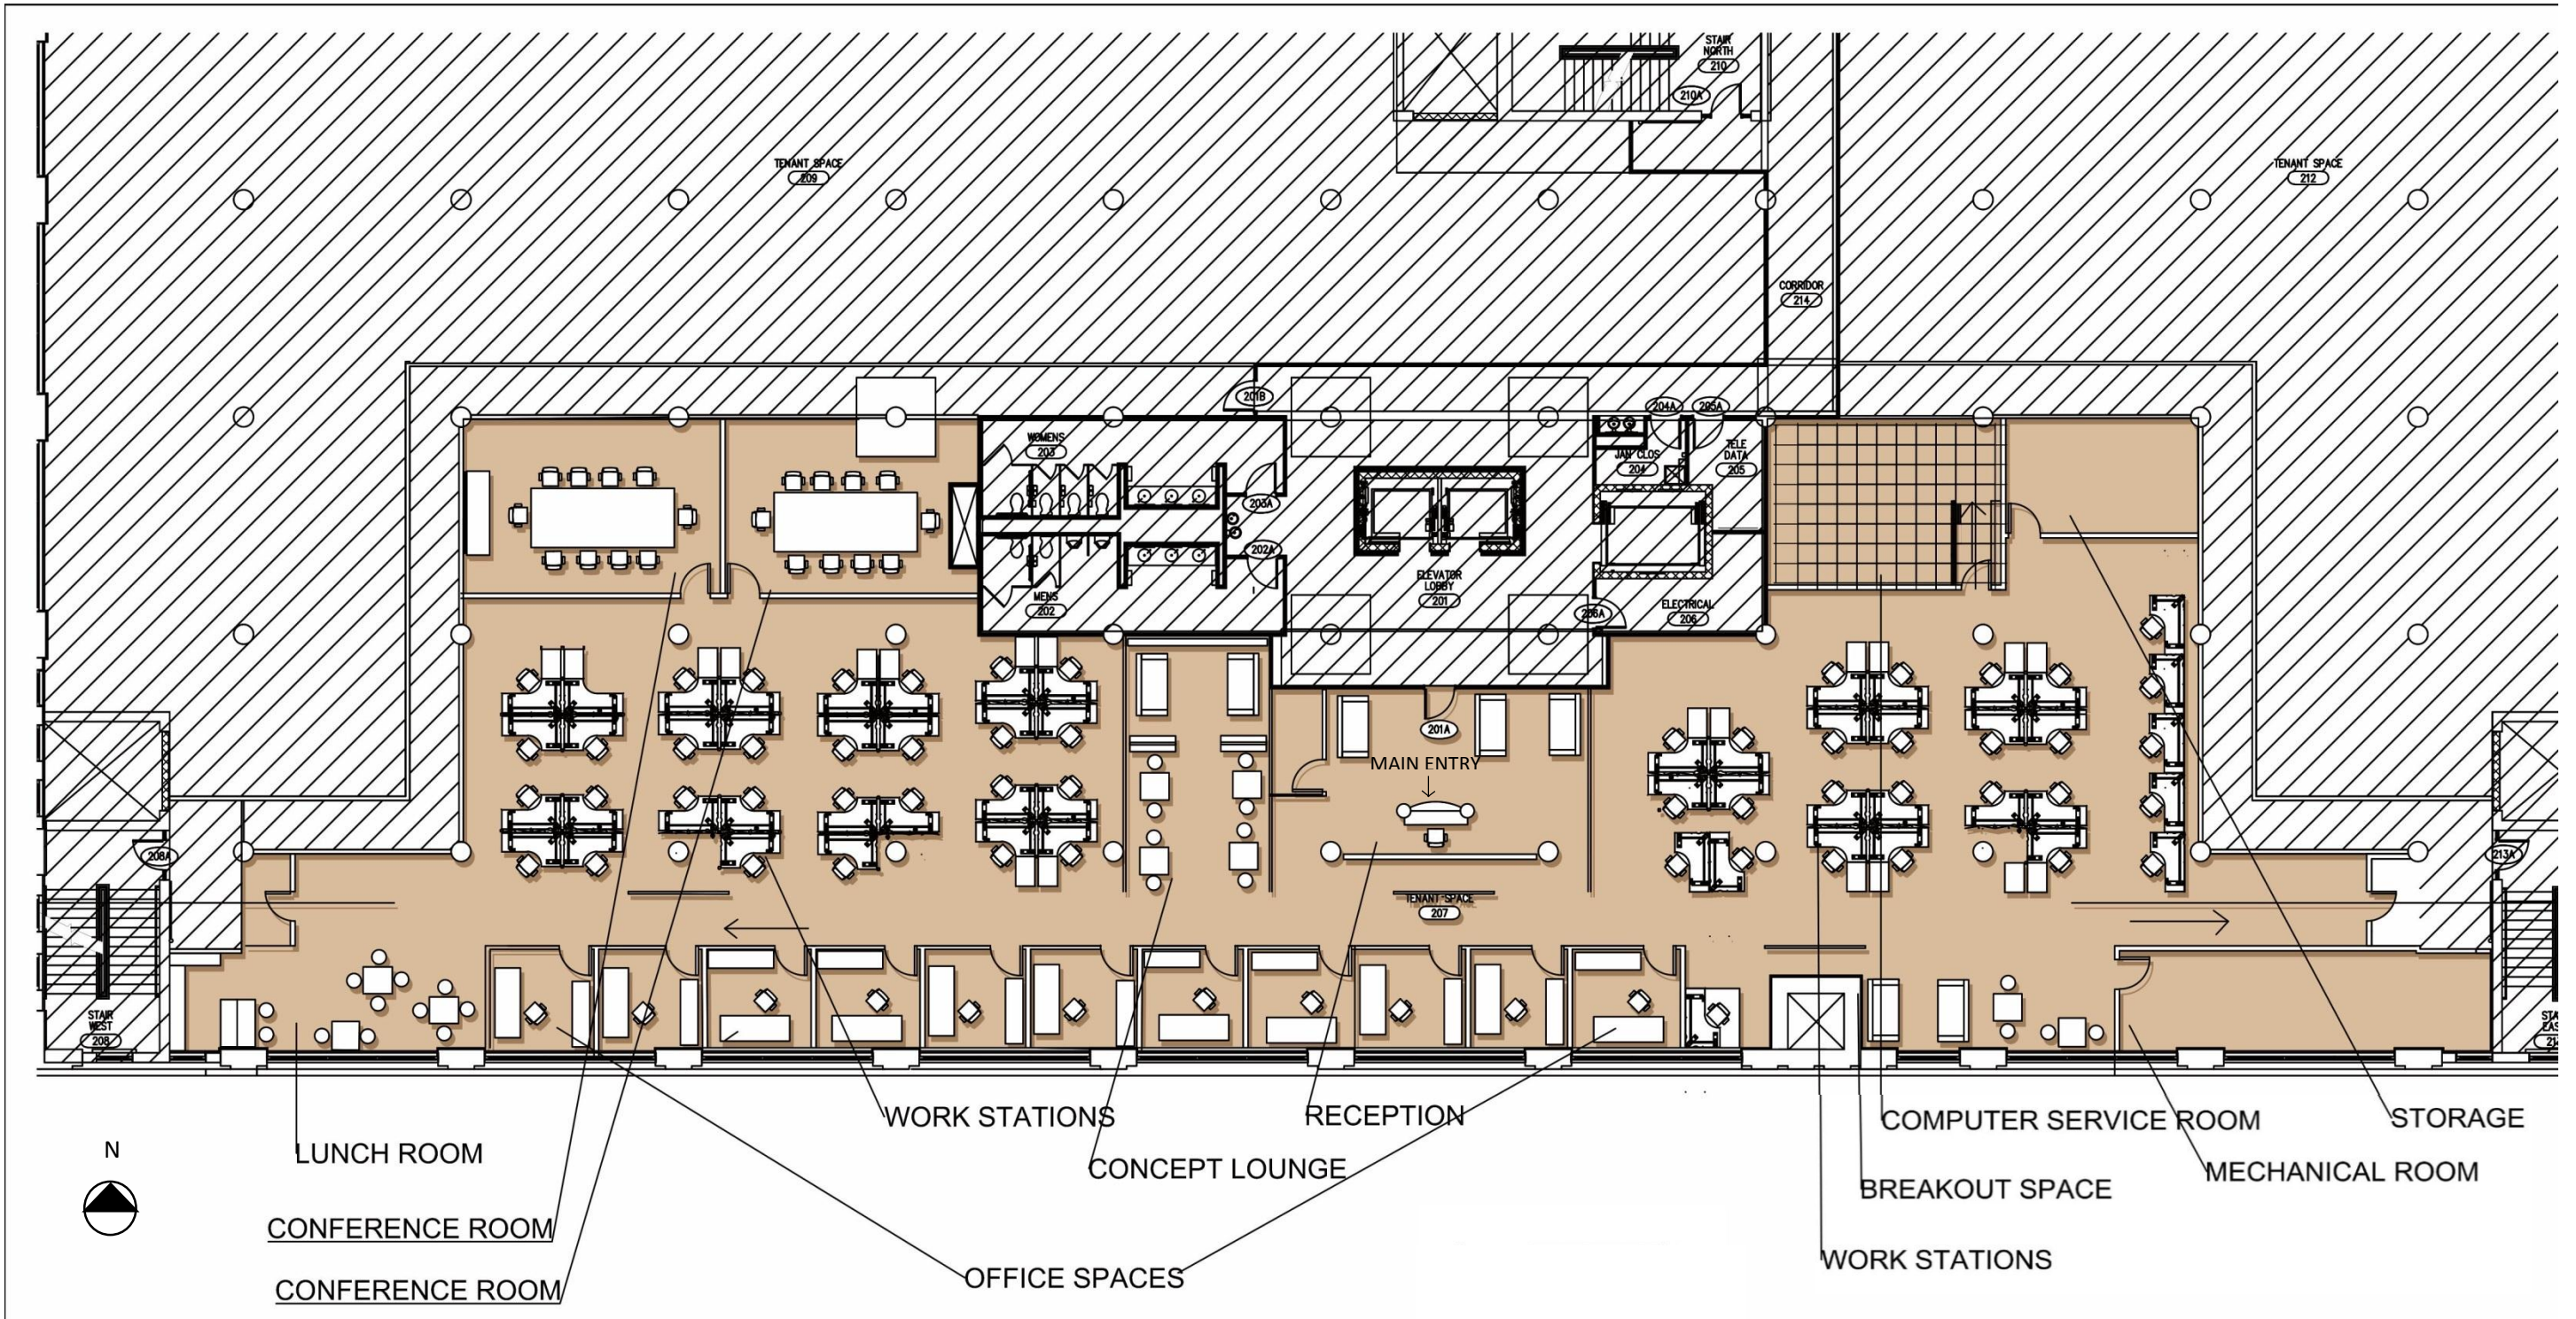 STAIR
NORTH
210
210A
TENANT SPACE
209
TENANT SPACE
212
CORRIDOR
214
201B
204A
205A
WOMENS
203
JAN CLOS
204
TELE
DATA
205
203A
202A
ELEVATOR
LOBBY
201
MENS
202
206A
ELECTRICAL
206
201A
MAIN ENTRY
208A
213A
TENANT SPACE
207
STAIR
WEST
208
STA
EAS
21
WORK STATIONS
RECEPTION
COMPUTER SERVICE ROOM
STORAGE
N
LUNCH ROOM
CONCEPT LOUNGE
MECHANICAL ROOM
BREAKOUT SPACE
CONFERENCE ROOM
WORK STATIONS
OFFICE SPACES
CONFERENCE ROOM